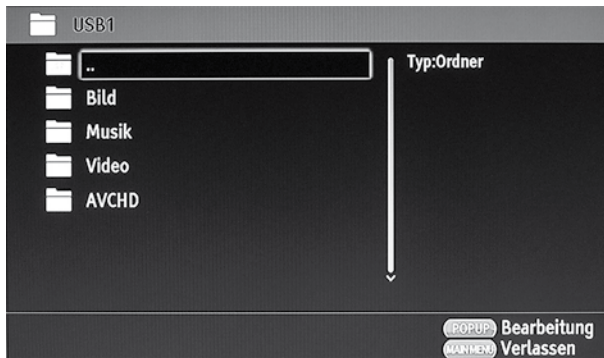 USB1
..
Typ:Ordner
Bild
Musik
Video
AVCHD
POPUP Bearbeitung
MAIN MENU Verlassen